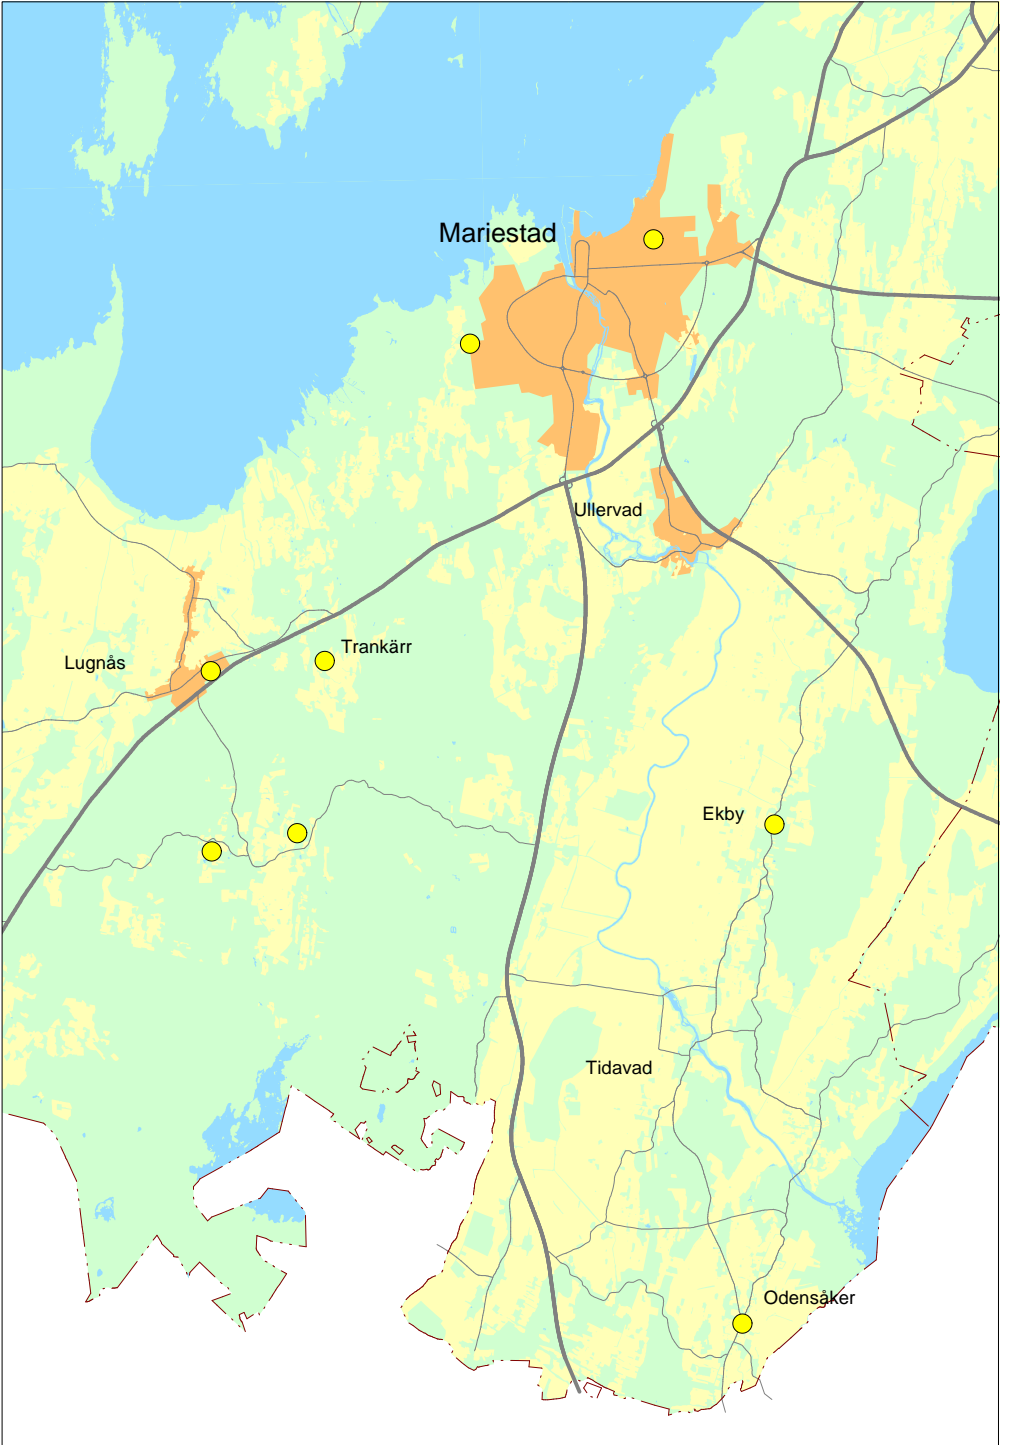 Mariestad
Ullervad
Trankärr
Lugnås
Ekby
Tidavad
Odensåker